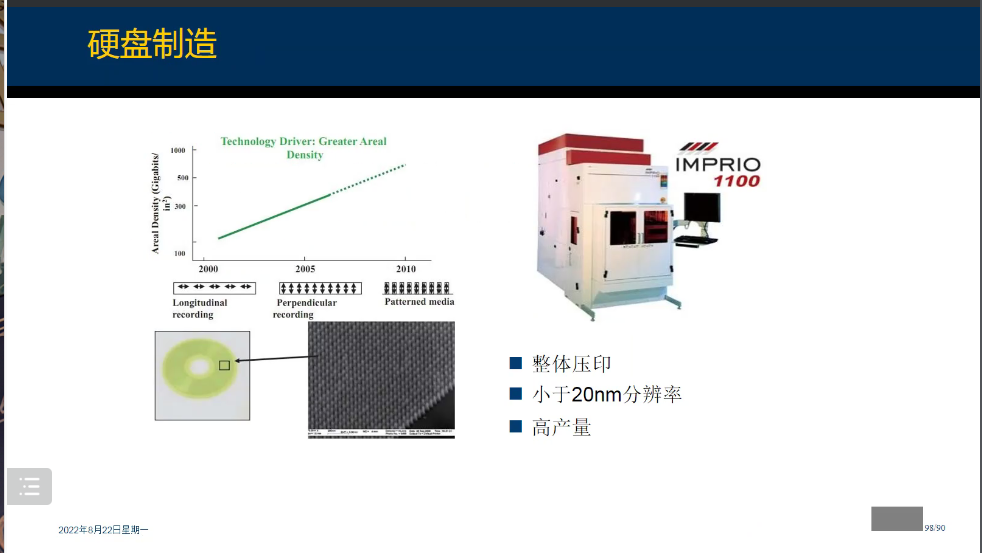 硬盘制造
Technology Driver: Greater Areal
Density
Areal Density (Gigabits/
in²)
1000
500
300
100
2000
2005
2010
Longitudinal
recording
Perpendicular
recording
Patterned media
IMPRIO
1100
整体压印
小于20nm分辨率
高产量
2022年8月22日星期一
98/90